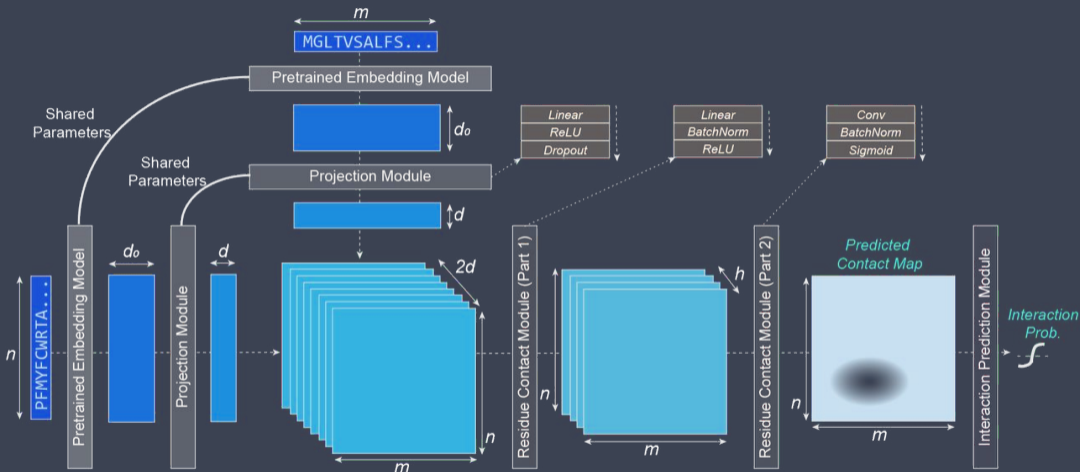 m
MGLTVSALFS...
Pretrained Embedding Model
d₀
Shared
Parameters
Linear
ReLU
Dropout
Linear
BatchNorm
ReLU
Conv
BatchNorm
Sigmoid
Shared
Parameters
Projection Module
d
n
PFMYFCWRTA...
Pretrained Embedding Model
d₀
Projection Module
d
2d
n
m
Residue Contact Module (Part 1)
h
n
m
Residue Contact Module (Part 2)
Predicted
Contact Map
n
m
Interaction Prediction Module
Interaction
Prob.